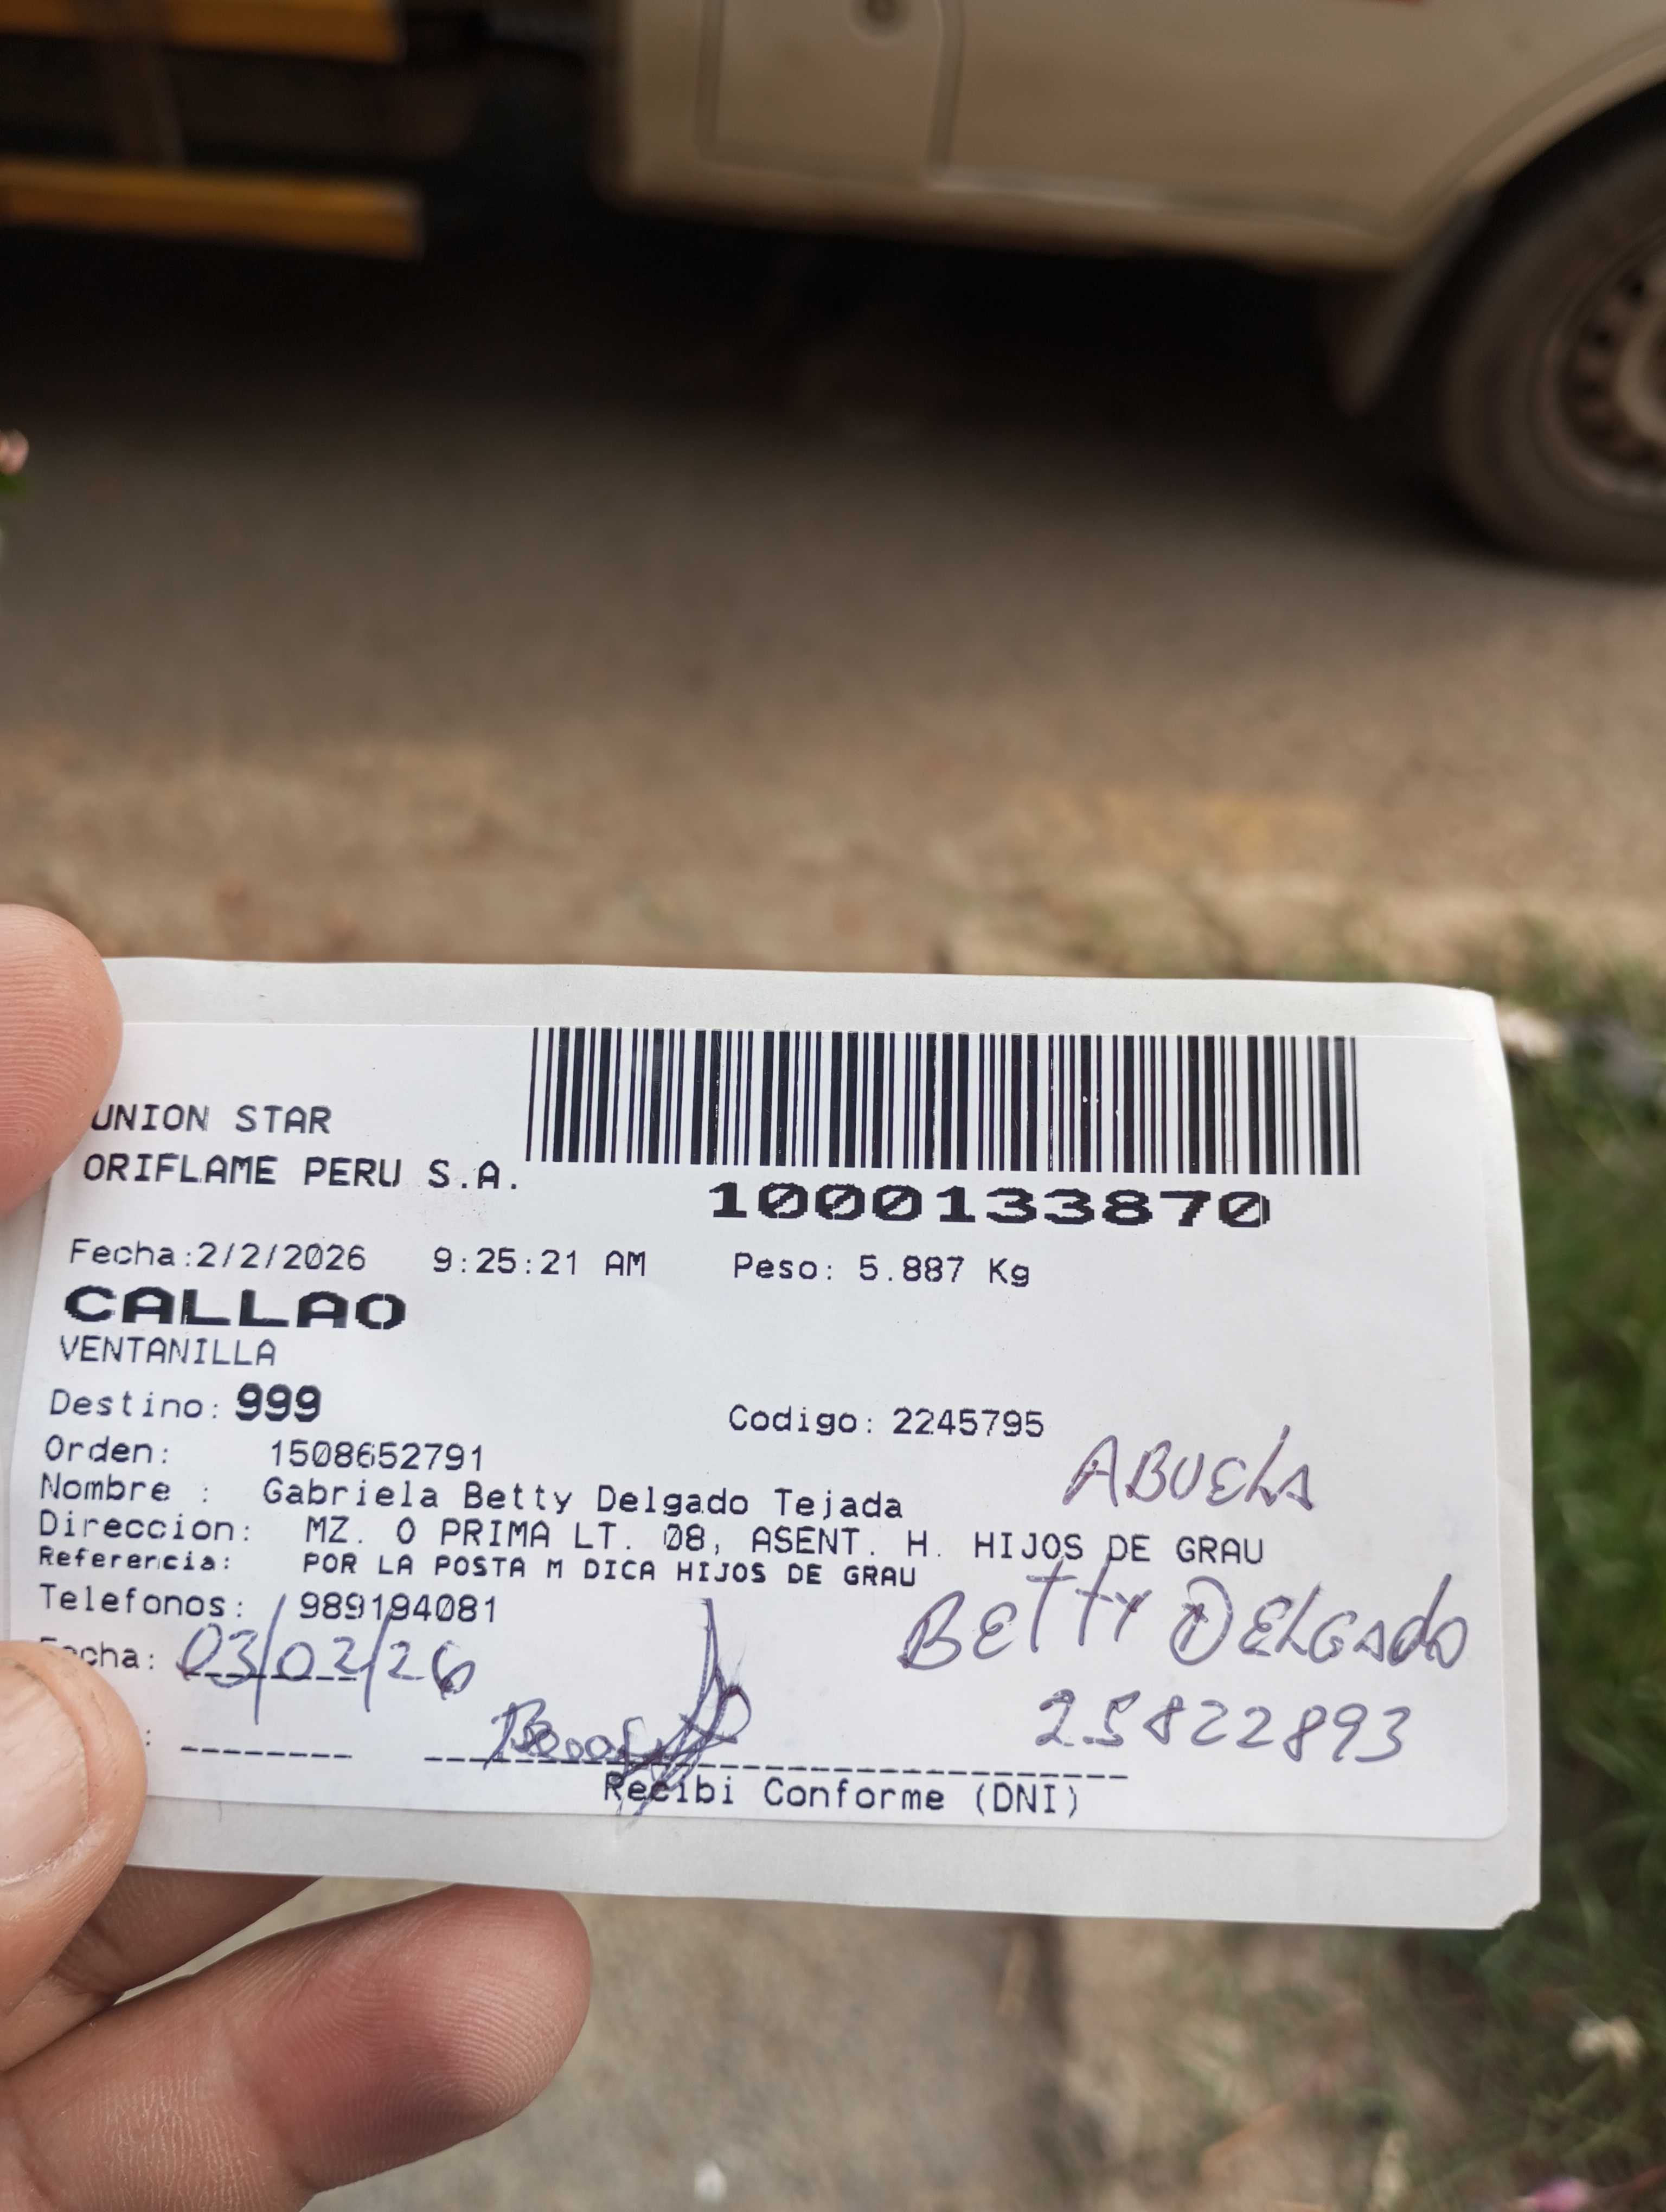 UNION STAR
ORIFLAME PERU S.A.
1000133870
Fecha:2/2/2026 9:25:21 AM Peso: 5.887 Kg
CALLAO
VENTANILLA
Destino: 999 Codigo: 2245795
ABUELA
Orden: 1508652791
Nombre : Gabriela Betty Delgado Tejada
Direccion: MZ. O PRIMA LT. 08, ASENT. H. HIJOS DE GRAU
Referencia: POR LA POSTA M DICA HIJOS DE GRAU
Telefonos: 989194081
BETTY DELGADO
cha: 03/02/26
25822893
Recibi Conforme (DNI)